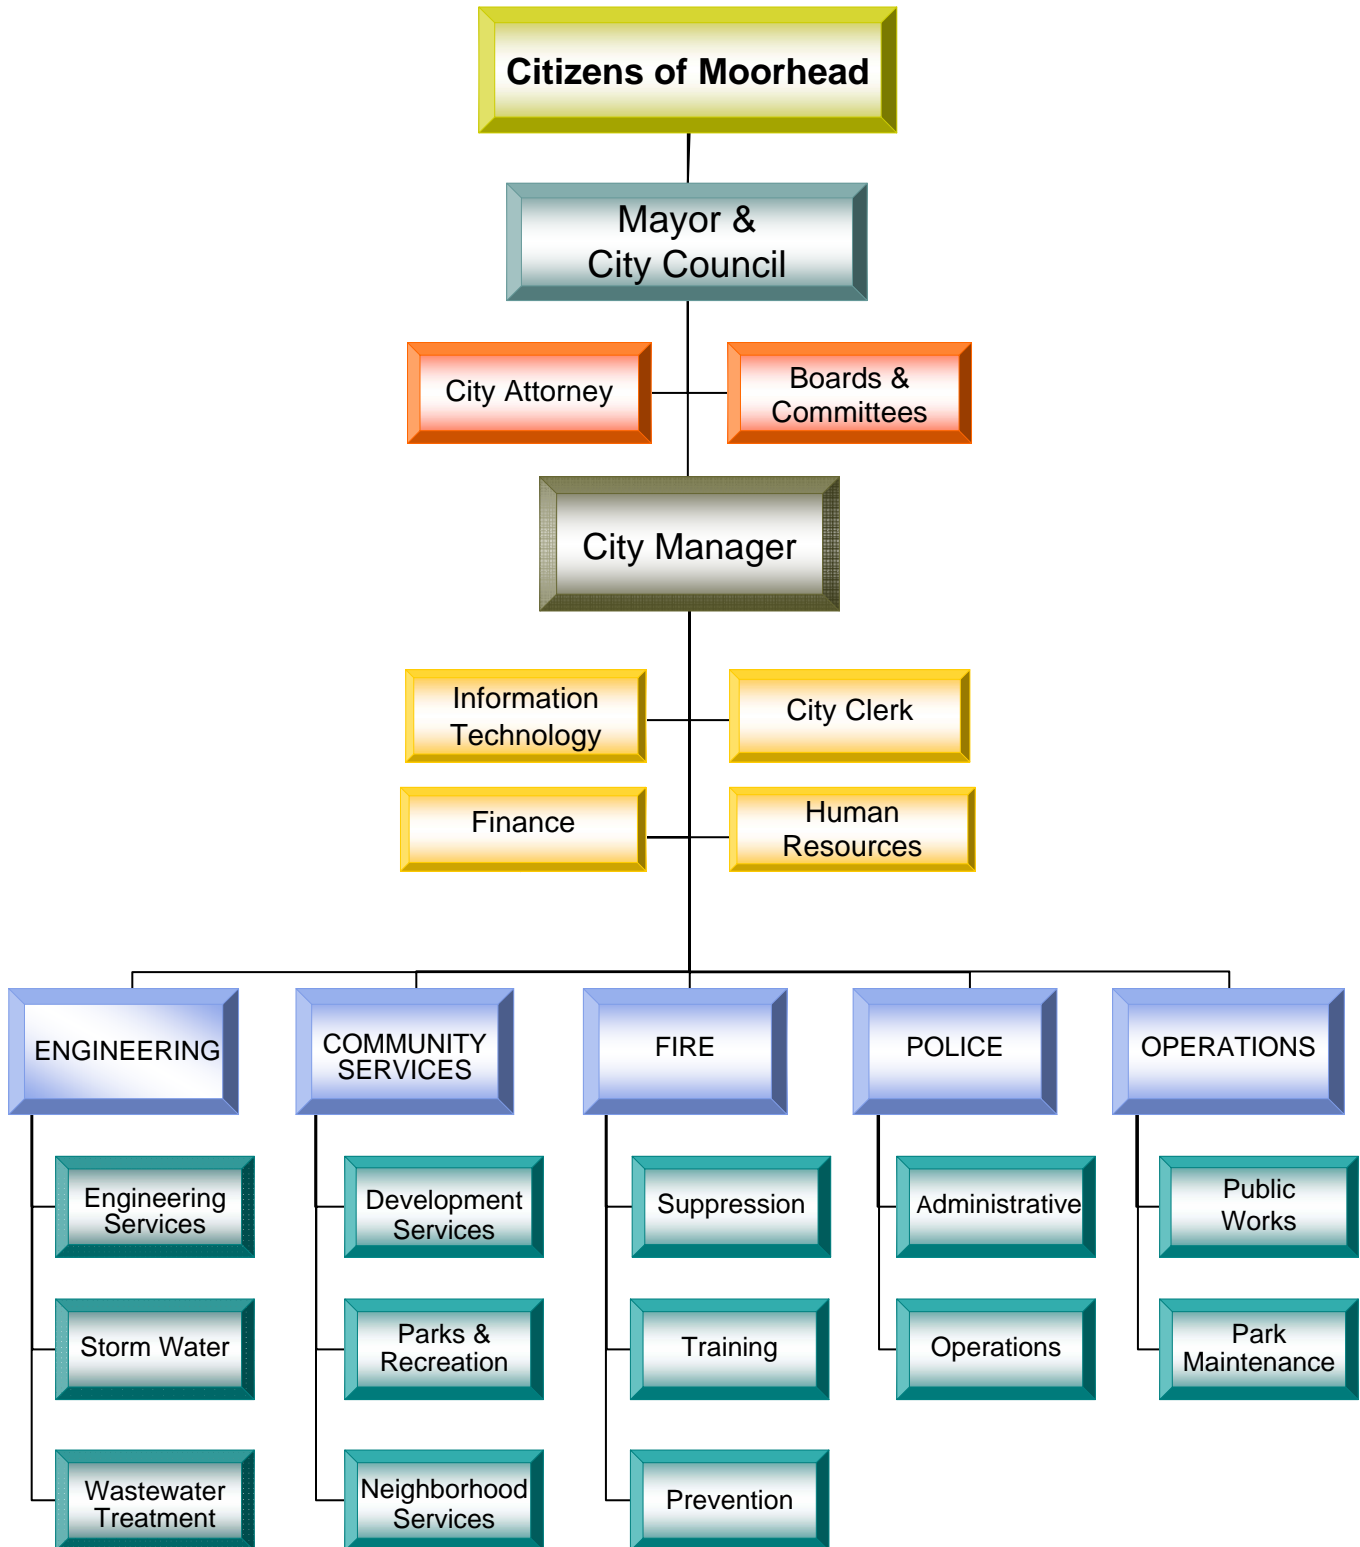 Citizens of Moorhead
Mayor &
City Council
City Attorney
Boards &
Committees
City Manager
Information
Technology
City Clerk
Finance
Human
Resources
ENGINEERING
COMMUNITY
SERVICES
FIRE
POLICE
OPERATIONS
Engineering
Services
Development
Services
Suppression
Administrative
Public
Works
Storm Water
Parks &
Recreation
Training
Operations
Park
Maintenance
Wastewater
Treatment
Neighborhood
Services
Prevention